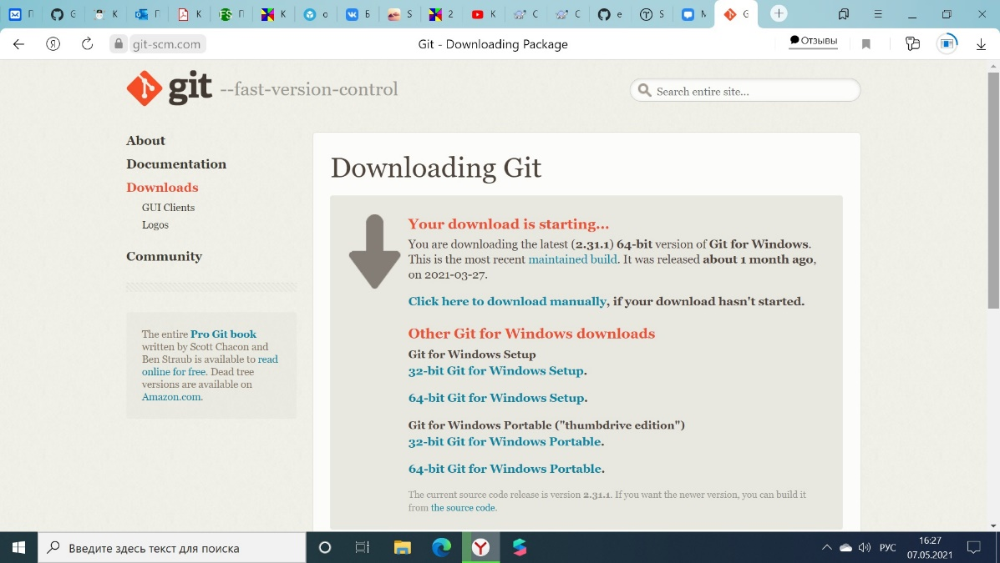 П G К П К П К о Б S 2 К С С е S М G
git-scm.com
Git - Downloading Package
Отзывы
git --fast-version-control
Search entire site...
About
Documentation
Downloads
GUI Clients
Logos
Community
The entire Pro Git book
written by Scott Chacon and
Ben Straub is available to read
online for free. Dead tree
versions are available on
Amazon.com.
Downloading Git
Your download is starting...
You are downloading the latest (2.31.1) 64-bit version of Git for Windows.
This is the most recent maintained build. It was released about 1 month ago,
on 2021-03-27.
Click here to download manually, if your download hasn't started.
Other Git for Windows downloads
Git for Windows Setup
32-bit Git for Windows Setup.
64-bit Git for Windows Setup.
Git for Windows Portable ("thumbdrive edition")
32-bit Git for Windows Portable.
64-bit Git for Windows Portable.
The current source code release is version 2.31.1. If you want the newer version, you can build it
from the source code.
Введите здесь текст для поиска
РУС
16:27
07.05.2021